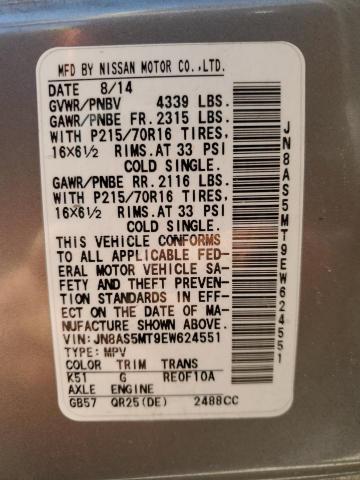 MFD BY NISSAN MOTOR CO.,LTD.
DATE 8/14
GVWR/PNBV 4339 LBS.
GAWR/PNBE FR. 2315 LBS.
WITH P215/70R16 TIRES,
16X6½ RIMS.AT 33 PSI
COLD SINGLE.
GAWR/PNBE RR. 2116 LBS.
WITH P215/70R16 TIRES,
16X6½ RIMS.AT 33 PSI
COLD SINGLE.
THIS VEHICLE CONFORMS
TO ALL APPLICABLE FED-
ERAL MOTOR VEHICLE SA-
FETY AND THEFT PREVEN-
TION STANDARDS IN EFF-
ECT ON THE DATE OF MAN-
UFACTURE SHOWN ABOVE.
VIN: JN8AS5MT9EW624551
TYPE: MPV
COLOR TRIM TRANS
K51 G RE0F10A
AXLE ENGINE
GB57 QR25(DE) 2488CC
JN8AS5MT9EW624551